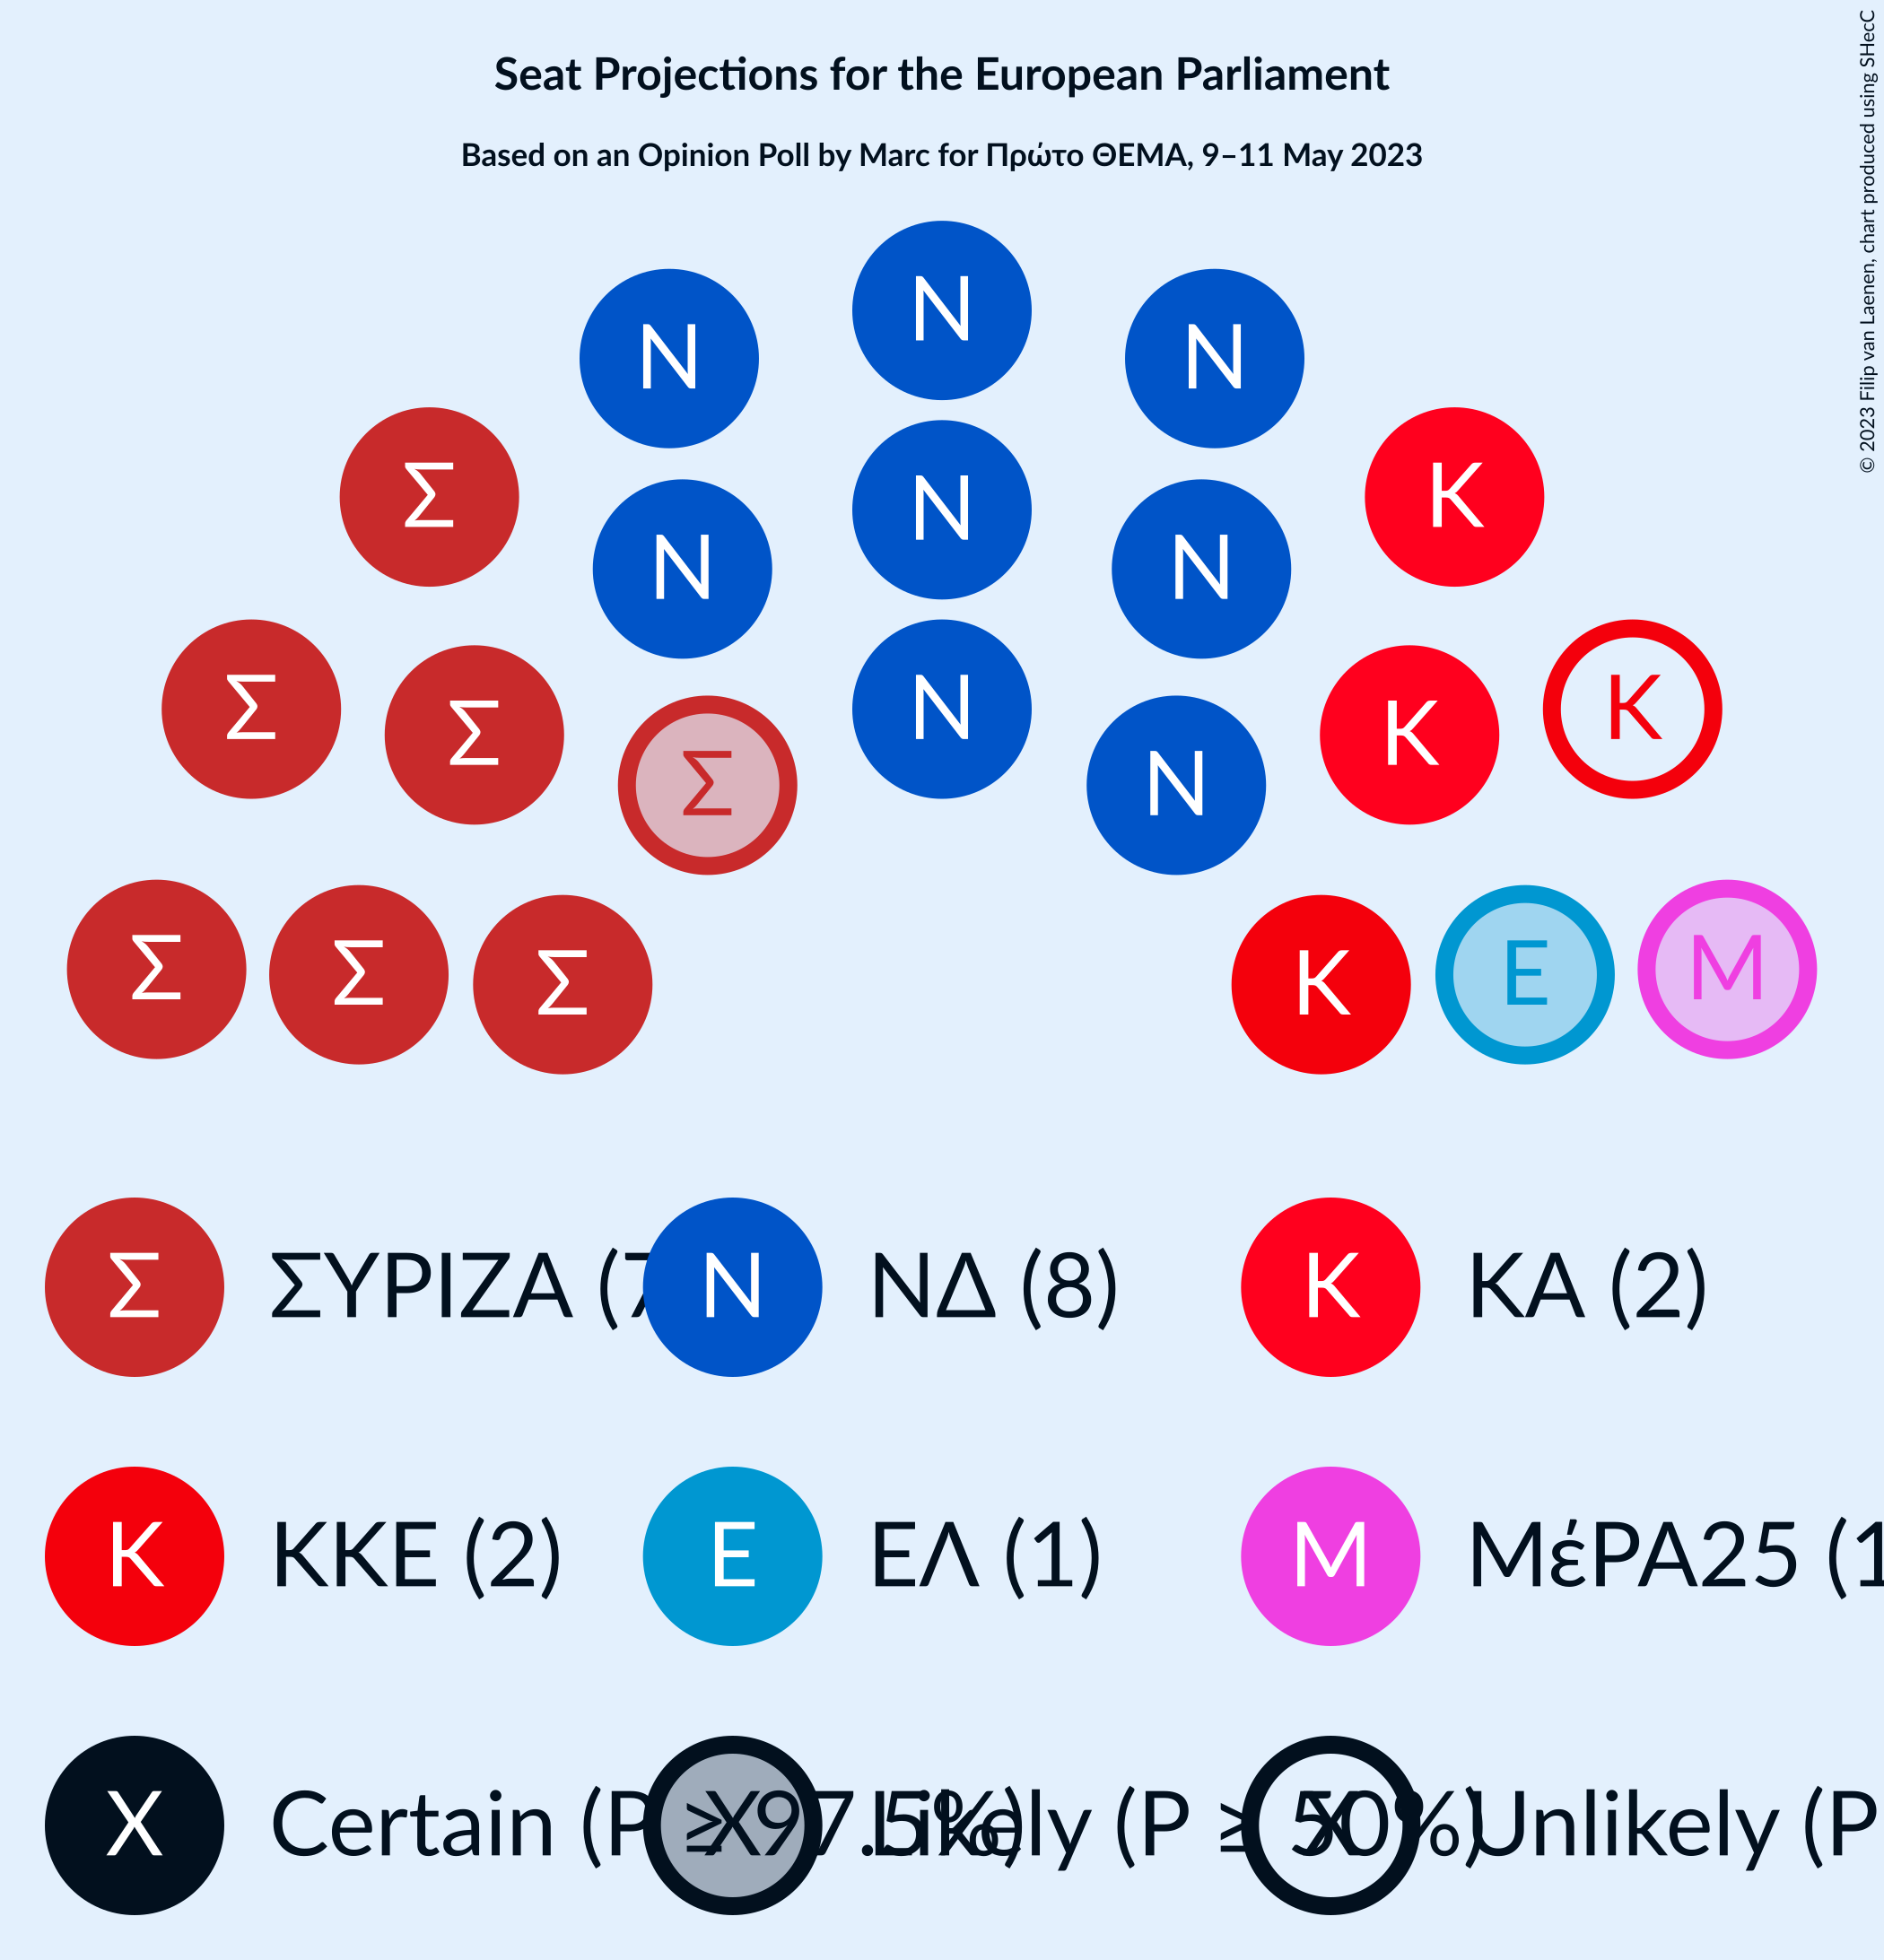 Seat Projections for the European Parliament
Based on an Opinion Poll by Marc for Πρώτο ΘΕΜΑ, 9–11 May 2023
© 2023 Filip van Laenen, chart produced using SHecC
N
N N
N
Σ K
N N
Σ K
N
Σ K
Σ N
Σ E M
Σ Σ K
Σ ΣΥΡΙΖΑ (7 N ΝΔ (8) K ΚΑ (2)
K ΚΚΕ (2) E ΕΛ (1) M ΜέΡΑ25 (1
X Certain (P ≥ 97.5%) X Likely (P ≥ 50%) X Unlikely (P